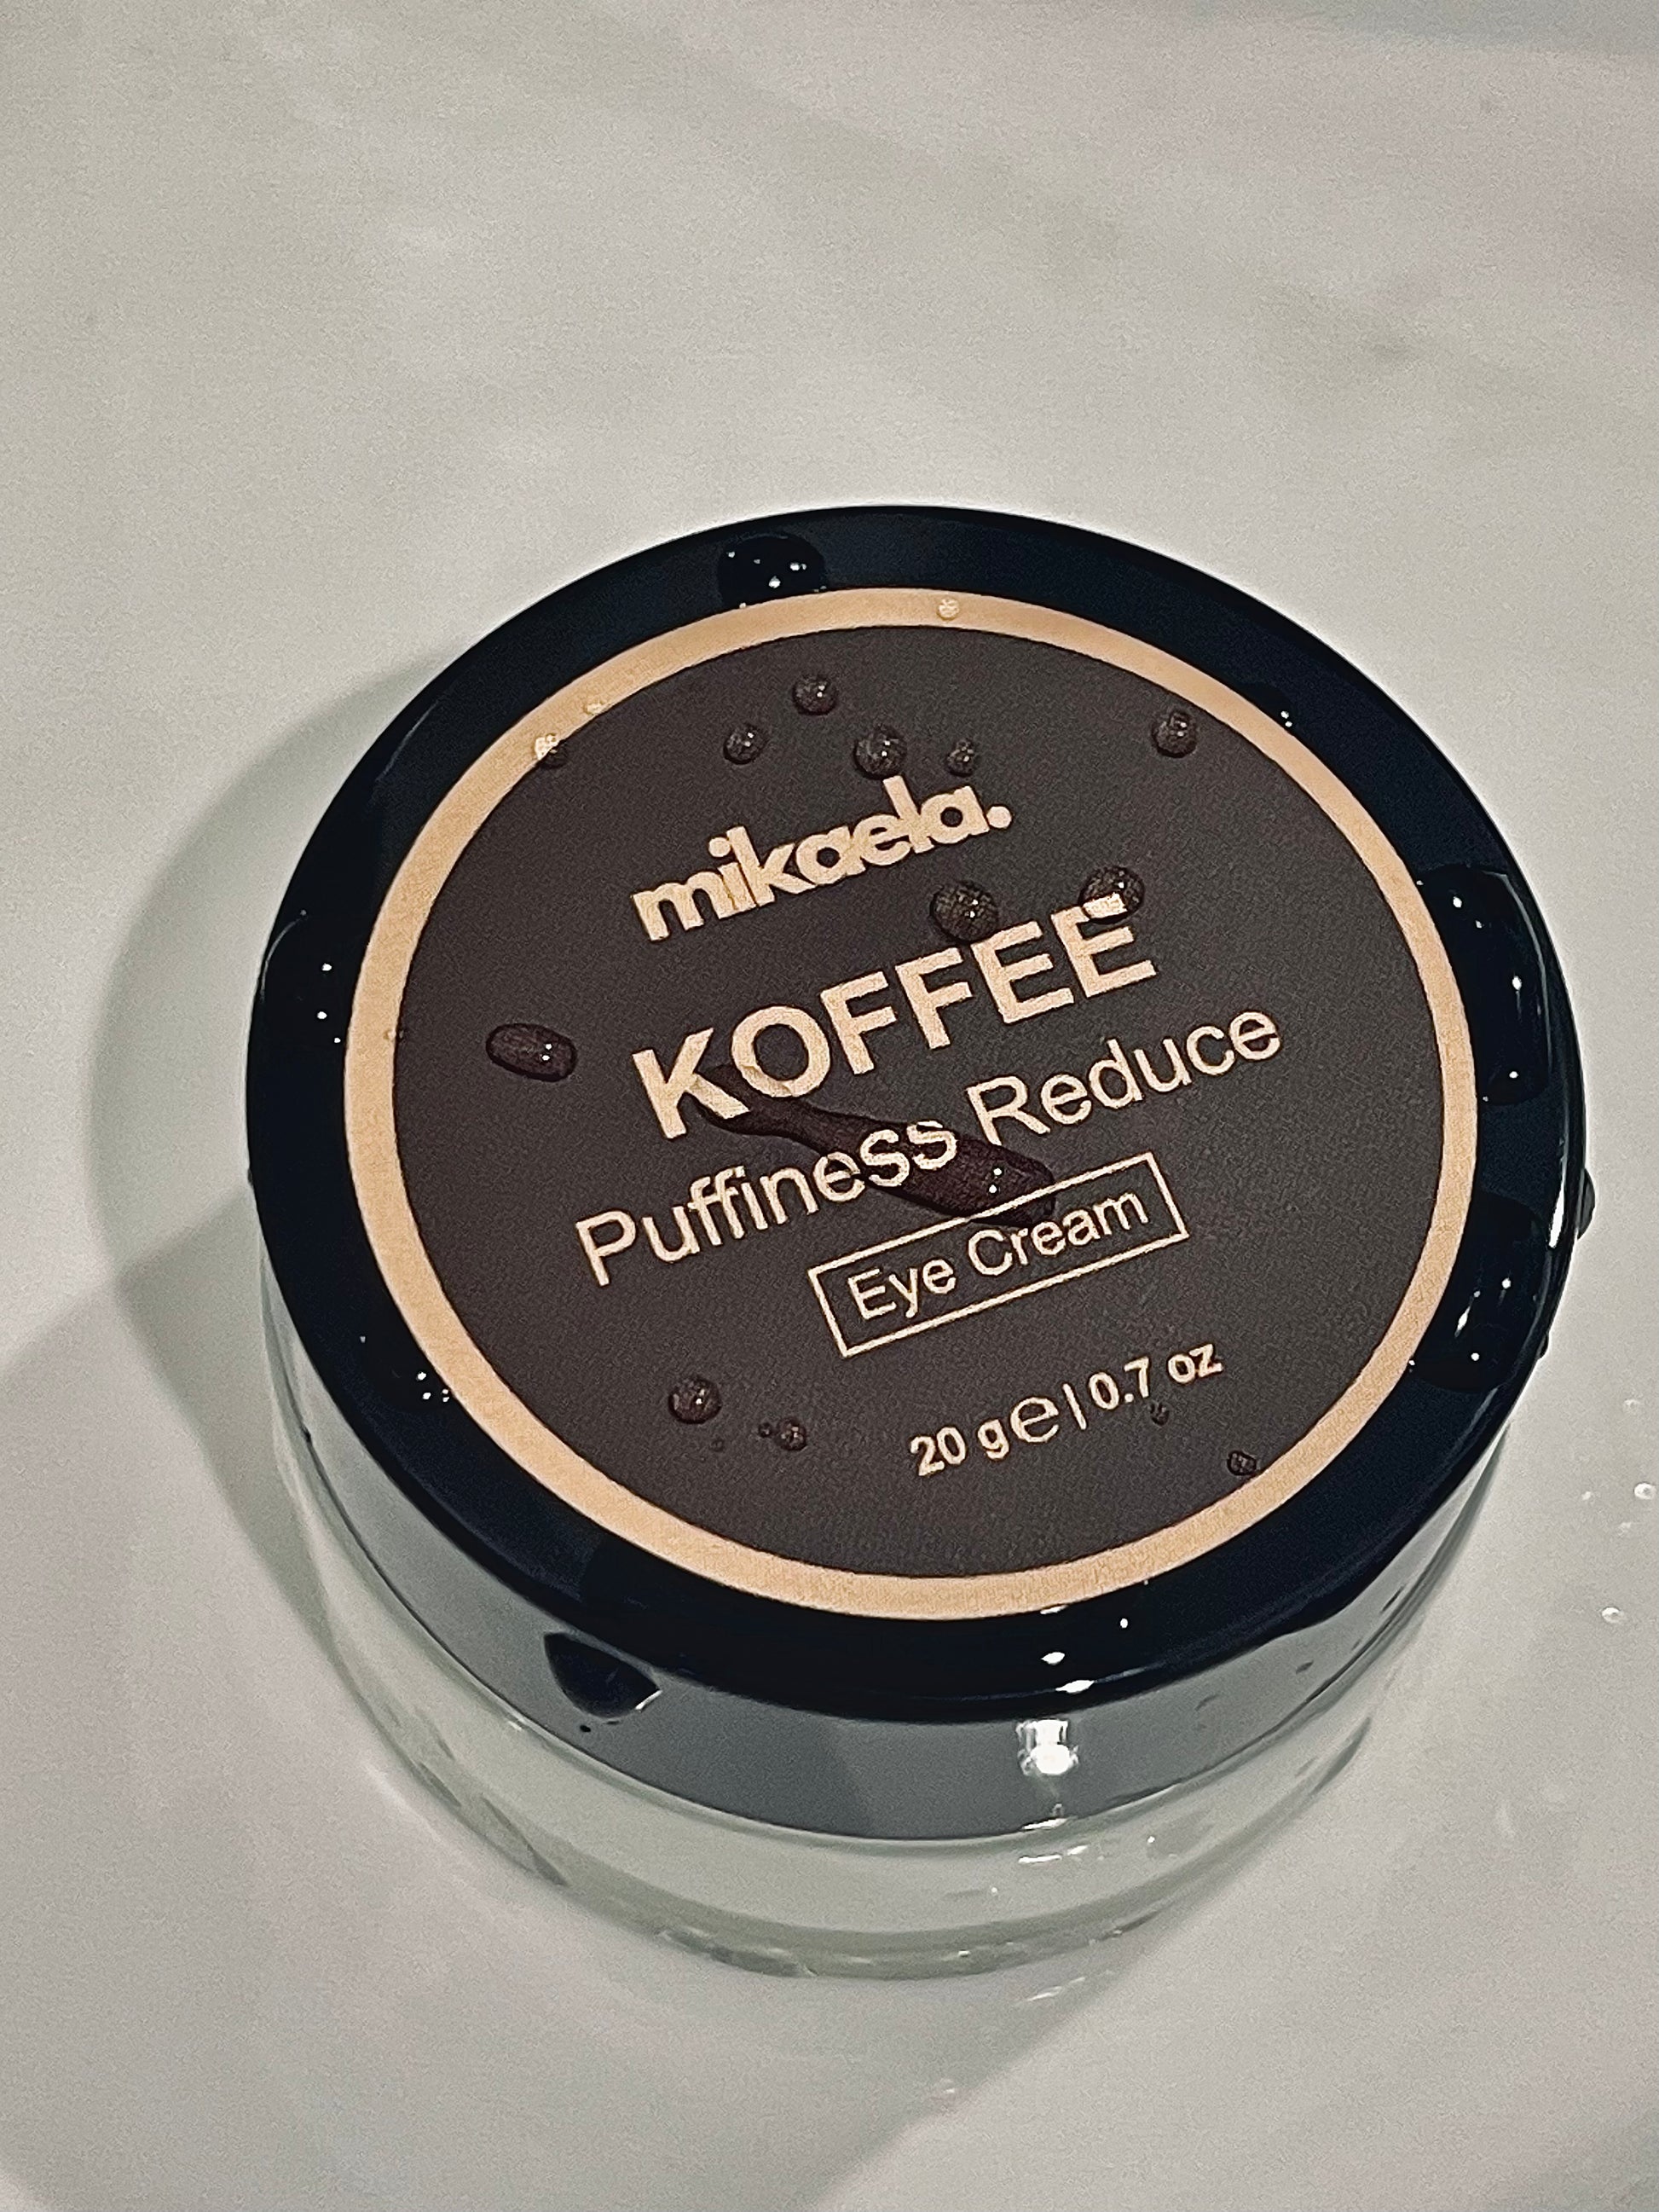 mikaela.
KOFFEE
Puffiness Reduce
Eye Cream
20 g℮ | 0.7 oz